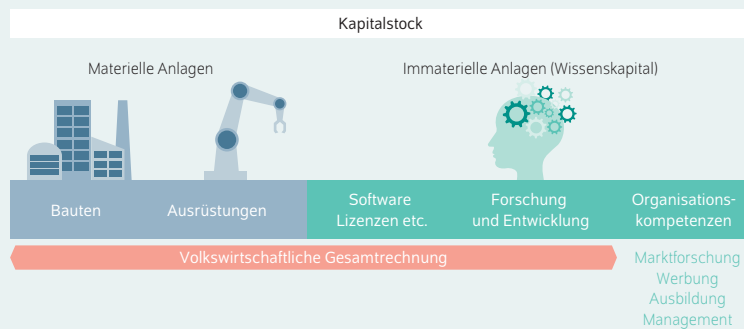 Kapitalstock
Materielle Anlagen
Immaterielle Anlagen (Wissenskapital)
Bauten
Ausrüstungen
Software
Lizenzen etc.
Forschung
und Entwicklung
Organisations-
kompetenzen
Volkswirtschaftliche Gesamtrechnung
Marktforschung
Werbung
Ausbildung
Management